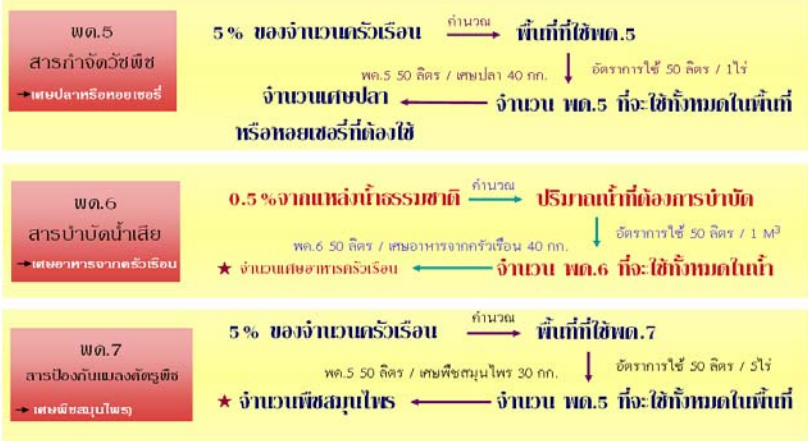 พด.5
สารกำจัดวัชพืช
→เศษปลาหรือหอยเชอรี่
5% ของจำนวนครัวเรือน คำนวณ พื้นที่ที่ใช้พด.5
พด.5 50 ลิตร / เศษปลา 40 กก. อัตราการใช้ 50 ลิตร / 1ไร่
จำนวนเศษปลา จำนวน พด.5 ที่จะใช้ทั้งหมดในพื้นที่
หรือหอยเชอรี่ที่ต้องใช้
พด.6
สารบำบัดน้ำเสีย
→เศษอาหารจากครัวเรือน
0.5%จากแหล่งน้ำธรรมชาติ คำนวณ ปริมาณน้ำที่ต้องการบำบัด
พด.6 50 ลิตร / เศษอาหารจากครัวเรือน 40 กก. อัตราการใช้ 50 ลิตร / 1 M³
★ จำนวนเศษอาหารครัวเรือน จำนวน พด.6 ที่จะใช้ทั้งหมดในน้ำ
พด.7
สารป้องกันแมลงศัตรูพืช
→ เศษพืชสมุนไพร)
5% ของจำนวนครัวเรือน คำนวณ พื้นที่ที่ใช้พด.7
พด.5 50 ลิตร / เศษพืชสมุนไพร 30 กก. อัตราการใช้ 50 ลิตร / 5ไร่
★ จำนวนพืชสมุนไพร จำนวน พด.5 ที่จะใช้ทั้งหมดในพื้นที่